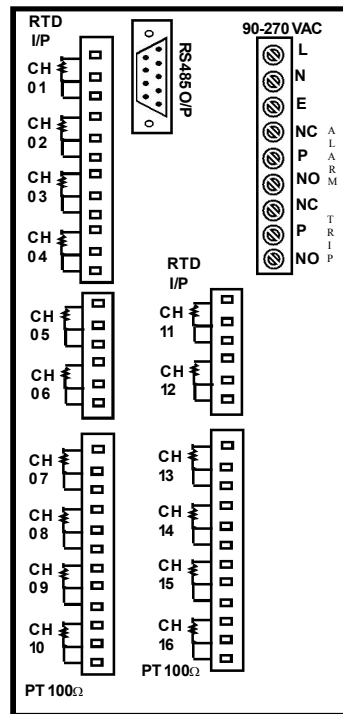 RTD
I/P
CH
01
CH
02
CH
03
CH
04
CH
05
CH
06
CH
07
CH
08
CH
09
CH
10
PT 100Ω
RS485 O/P
RTD
I/P
CH
11
CH
12
CH
13
CH
14
CH
15
CH
16
PT 100Ω
90-270 VAC
L
N
E
NC
P
NO
ALARM
NC
P
NO
TRIP